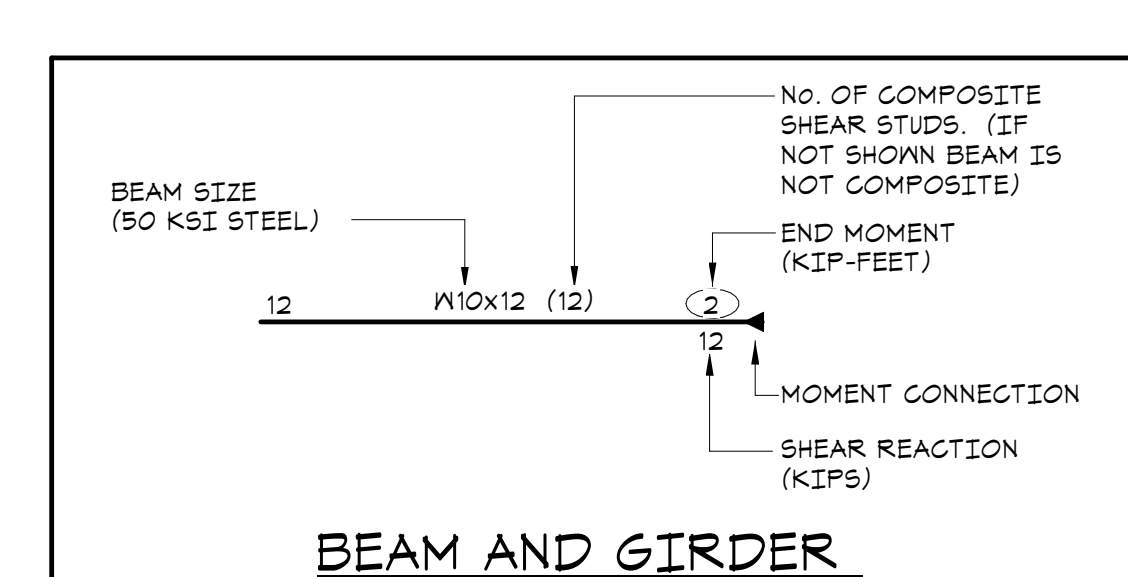 No. OF COMPOSITE
SHEAR STUDS. (IF
NOT SHOWN BEAM IS
NOT COMPOSITE)
BEAM SIZE
(50 KSI STEEL)
END MOMENT
(KIP-FEET)
12
W10x12 (12)
2
12
MOMENT CONNECTION
SHEAR REACTION
(KIPS)
BEAM AND GIRDER